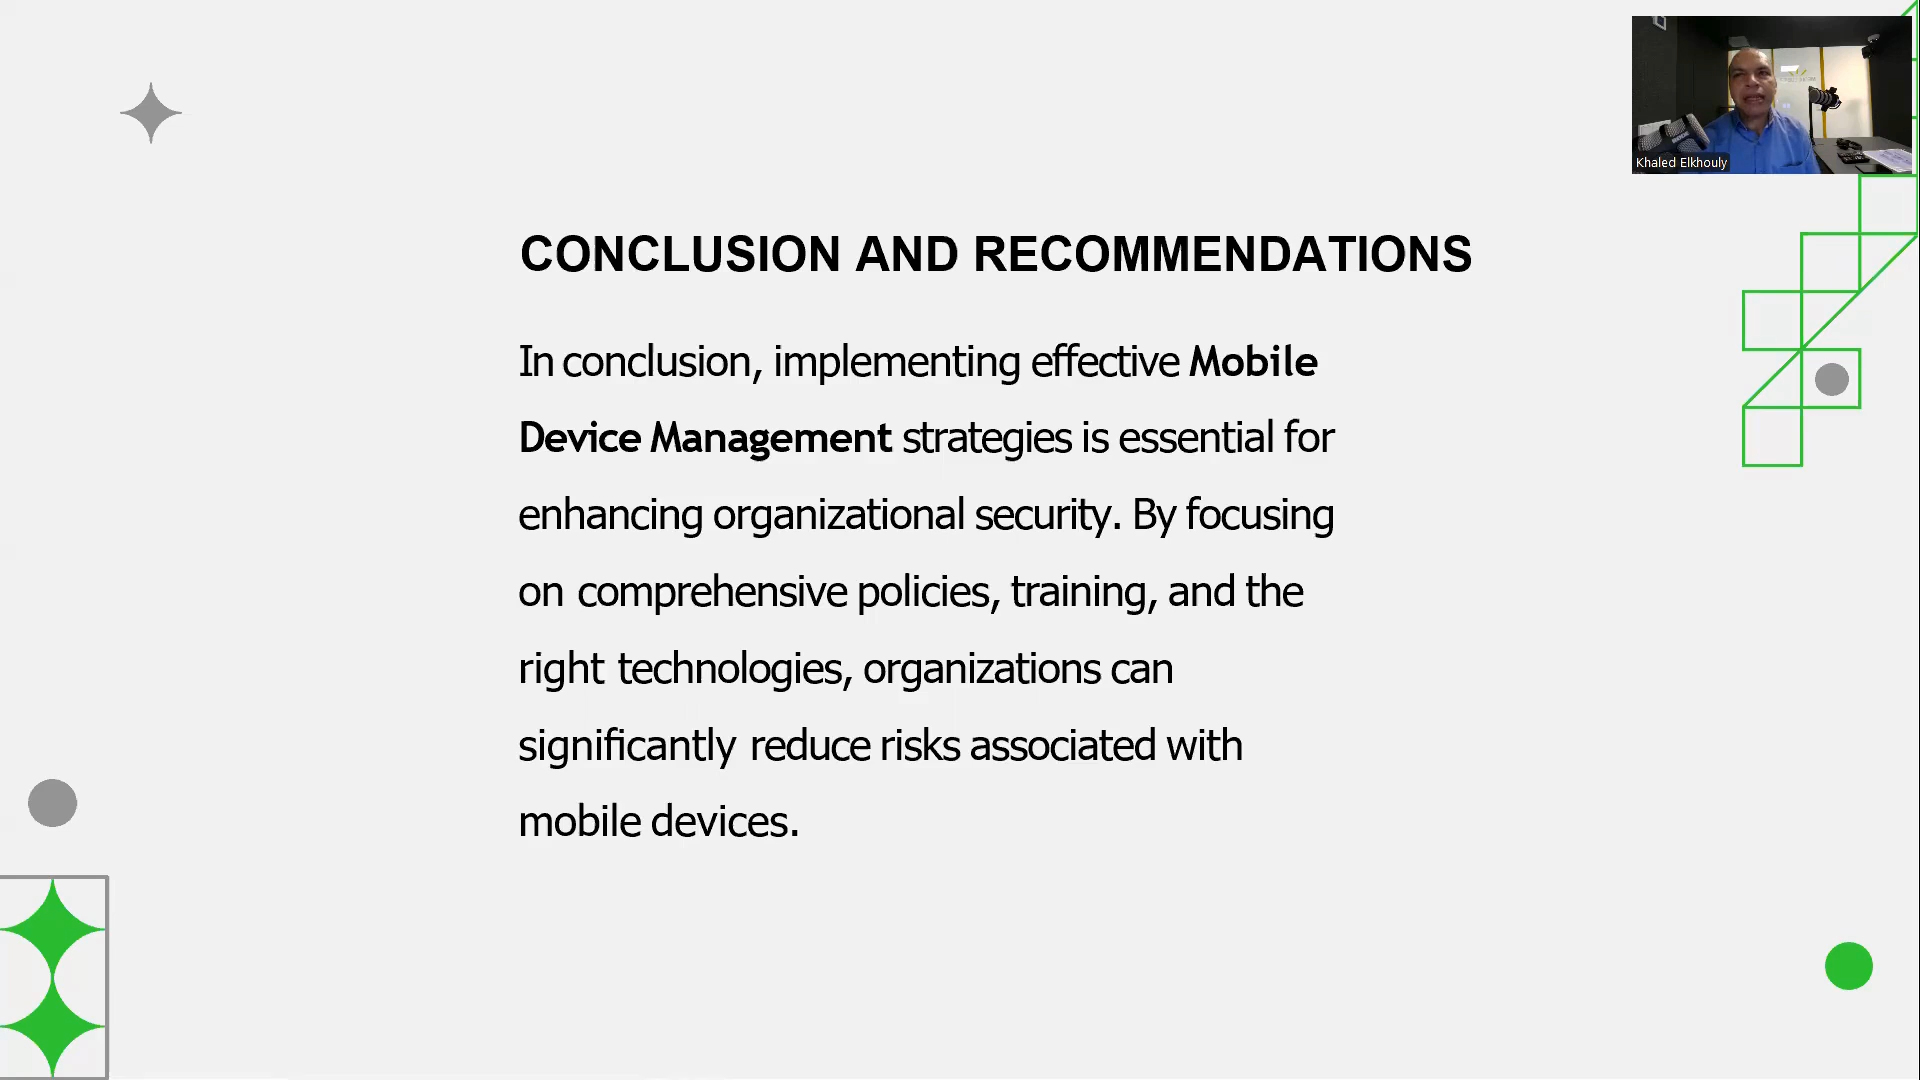 Khaled Elkhouly
CONCLUSION AND RECOMMENDATIONS
In conclusion, implementing effective Mobile
Device Management strategies is essential for
enhancing organizational security. By focusing
on comprehensive policies, training, and the
right technologies, organizations can
significantly reduce risks associated with
mobile devices.